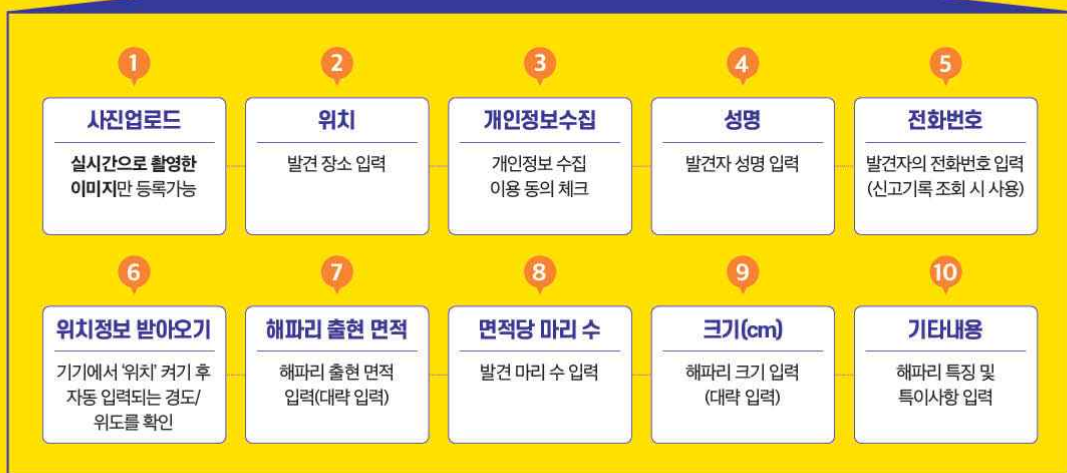 1
사진업로드
실시간으로 촬영한
이미지만 등록가능
2
위치
발견 장소 입력
3
개인정보수집
개인정보 수집
이용 동의 체크
4
성명
발견자 성명 입력
5
전화번호
발견자의 전화번호 입력
(신고기록 조회 시 사용)
6
위치정보 받아오기
기기에서 '위치' 켜기 후
자동 입력되는 경도/
위도를 확인
7
해파리 출현 면적
해파리 출현 면적
입력(대략 입력)
8
면적당 마리 수
발견 마리 수 입력
9
크기(cm)
해파리 크기 입력
(대략 입력)
10
기타내용
해파리 특징 및
특이사항 입력